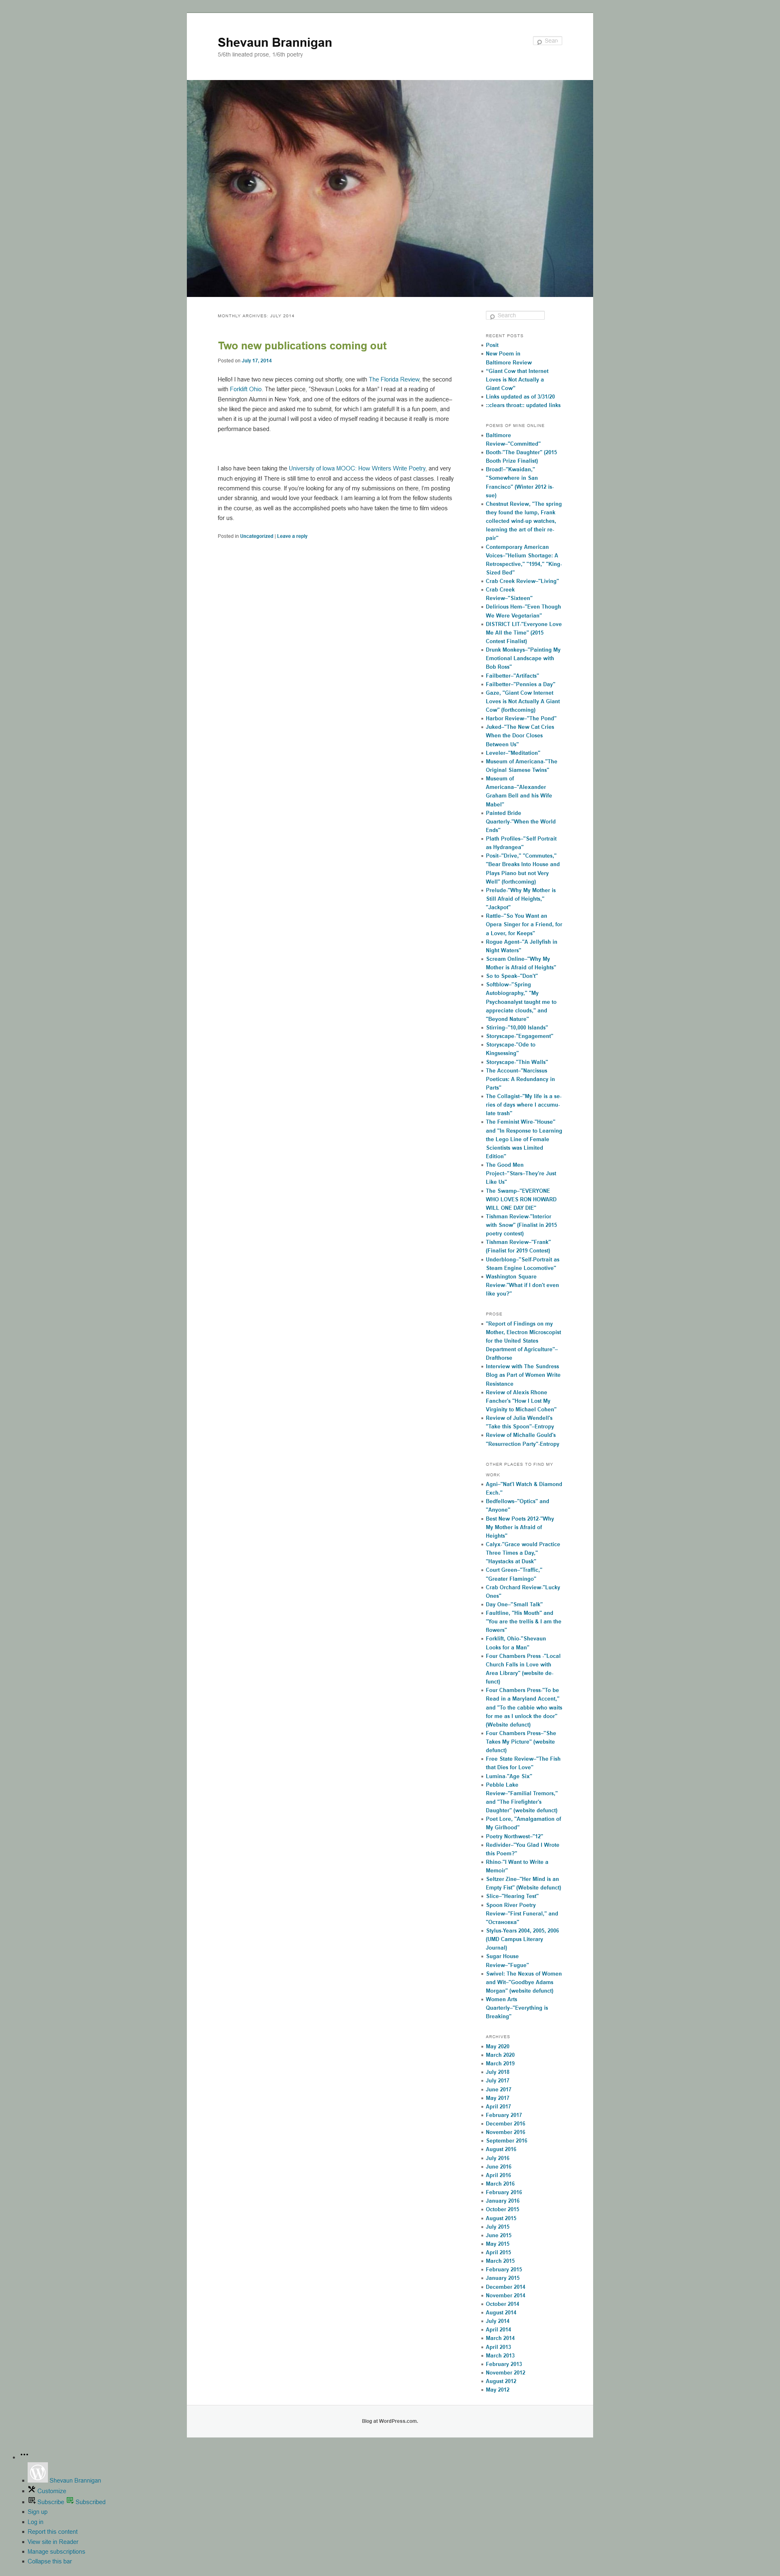 Shevaun Brannigan
5/6th lineated prose, 1/6th poetry.
MONTHLY ARCHIVES: JULY 2014
Two new publications coming out
Posted on July 17, 2014
Hello! I have two new pieces coming out shortly, one with The Florida Review, the second
with Forklift Ohio. The latter piece, "Shevaun Looks for a Man" I read at a reading of
Bennington Alumni in New York, and one of the editors of the journal was in the audience–
she liked the piece and asked me to submit, for which I am grateful! It is a fun poem, and
when it is up at the journal I will post a video of myself reading it because it really is more
performance based.
I also have been taking the University of Iowa MOOC: How Writers Write Poetry, and very
much enjoying it! There is still time to enroll and access the videos of past classes. I really
recommend this course. If you're looking for any of my submissions on there, I'm posting
under sbrannig, and would love your feedback. I am learning a lot from the fellow students
in the course, as well as the accomplished poets who have taken the time to film videos
for us.
Posted in Uncategorized | Leave a reply
Search
RECENT POSTS
Posit
New Poem in
Baltimore Review
"Giant Cow that Internet
Loves is Not Actually a
Giant Cow"
Links updated as of 3/31/20
::clears throat:: updated links
POEMS OF MINE ONLINE
Baltimore
Review–"Committed"
Booth-"The Daughter" (2015
Booth Prize Finalist)
Broad!-"Kwaidan,"
"Somewhere in San
Francisco" (Winter 2012 is-
sue)
Chestnut Review, "The spring
they found the lump, Frank
collected wind-up watches,
learning the art of their re-
pair"
Contemporary American
Voices–"Helium Shortage: A
Retrospective," "1994," "King-
Sized Bed"
Crab Creek Review–"Living"
Crab Creek
Review–"Sixteen"
Delirious Hem–"Even Though
We Were Vegetarian"
DISTRICT LIT-"Everyone Love
Me All the Time" (2015
Contest Finalist)
Drunk Monkeys–"Painting My
Emotional Landscape with
Bob Ross"
Failbetter–"Artifacts"
Failbetter–"Pennies a Day"
Gaze, "Giant Cow Internet
Loves is Not Actually A Giant
Cow" (forthcoming)
Harbor Review–"The Pond"
Juked–"The New Cat Cries
When the Door Closes
Between Us"
Leveler–"Meditation"
Museum of Americana-"The
Original Siamese Twins"
Museum of
Americana–"Alexander
Graham Bell and his Wife
Mabel"
Painted Bride
Quarterly-"When the World
Ends"
Plath Profiles–"Self Portrait
as Hydrangea"
Posit–"Drive," "Commutes,"
"Bear Breaks Into House and
Plays Piano but not Very
Well" (forthcoming)
Prelude-"Why My Mother is
Still Afraid of Heights,"
"Jackpot"
Rattle–"So You Want an
Opera Singer for a Friend, for
a Lover, for Keeps"
Rogue Agent–"A Jellyfish in
Night Waters"
Scream Online–"Why My
Mother is Afraid of Heights"
So to Speak–"Don't"
Softblow–"Spring
Autobiography," "My
Psychoanalyst taught me to
appreciate clouds," and
"Beyond Nature"
Stirring–"10,000 Islands"
Storyscape-"Engagement"
Storyscape-"Ode to
Kingsessing"
Storyscape-"Thin Walls"
The Account–"Narcissus
Poeticus: A Redundancy in
Parts"
The Collagist–"My life is a se-
ries of days where I accumu-
late trash"
The Feminist Wire-"House"
and "In Response to Learning
the Lego Line of Female
Scientists was Limited
Edition"
The Good Men
Project–"Stars–They're Just
Like Us"
The Swamp–"EVERYONE
WHO LOVES RON HOWARD
WILL ONE DAY DIE"
Tishman Review-"Interior
with Snow" (Finalist in 2015
poetry contest)
Tishman Review–"Frank"
(Finalist for 2019 Contest)
Underblong–"Self-Portrait as
Steam Engine Locomotive"
Washington Square
Review-"What if I don't even
like you?"
PROSE
"Report of Findings on my
Mother, Electron Microscopist
for the United States
Department of Agriculture"–
Drafthorse
Interview with The Sundress
Blog as Part of Women Write
Resistance
Review of Alexis Rhone
Fancher's "How I Lost My
Virginity to Michael Cohen"
Review of Julia Wendell's
"Take this Spoon"–Entropy
Review of Michalle Gould's
"Resurrection Party"-Entropy
OTHER PLACES TO FIND MY
WORK
Agni–"Nat'l Watch & Diamond
Exch."
Bedfellows–"Optics" and
"Anyone"
Best New Poets 2012-"Why
My Mother is Afraid of
Heights"
Calyx-"Grace would Practice
Three Times a Day,"
"Haystacks at Dusk"
Court Green–"Traffic,"
"Greater Flamingo"
Crab Orchard Review-"Lucky
Ones"
Day One–"Small Talk"
Faultline, "His Mouth" and
"You are the trellis & I am the
flowers"
Forklift, Ohio-"Shevaun
Looks for a Man"
Four Chambers Press -"Local
Church Falls in Love with
Area Library" (website de-
funct)
Four Chambers Press-"To be
Read in a Maryland Accent,"
and "To the cabbie who waits
for me as I unlock the door"
(Website defunct)
Four Chambers Press–"She
Takes My Picture" (website
defunct)
Free State Review–"The Fish
that Dies for Love"
Lumina-"Age Six"
Pebble Lake
Review–"Familial Tremors,"
and "The Firefighter's
Daughter" (website defunct)
Poet Lore, "Amalgamation of
My Girlhood"
Poetry Northwest–"12"
Redivider–"You Glad I Wrote
this Poem?"
Rhino-"I Want to Write a
Memoir"
Seltzer Zine–"Her Mind is an
Empty Fist" (Website defunct)
Slice–"Hearing Test"
Spoon River Poetry
Review–"First Funeral," and
"Остановка"
Stylus-Years 2004, 2005, 2006
(UMD Campus Literary
Journal)
Sugar House
Review–"Fugue"
Swivel: The Nexus of Women
and Wit–"Goodbye Adams
Morgan" (website defunct)
Women Arts
Quarterly–"Everything is
Breaking"
ARCHIVES
May 2020
March 2020
March 2019
July 2018
July 2017
June 2017
May 2017
April 2017
February 2017
December 2016
November 2016
September 2016
August 2016
July 2016
June 2016
April 2016
March 2016
February 2016
January 2016
October 2015
August 2015
July 2015
June 2015
May 2015
April 2015
March 2015
February 2015
January 2015
December 2014
November 2014
October 2014
August 2014
July 2014
April 2014
March 2014
April 2013
March 2013
February 2013
November 2012
August 2012
May 2012
Blog at WordPress.com.
Shevaun Brannigan
Customize
Subscribe Subscribed
Sign up
Log in
Report this content
View site in Reader
Manage subscriptions
Collapse this bar